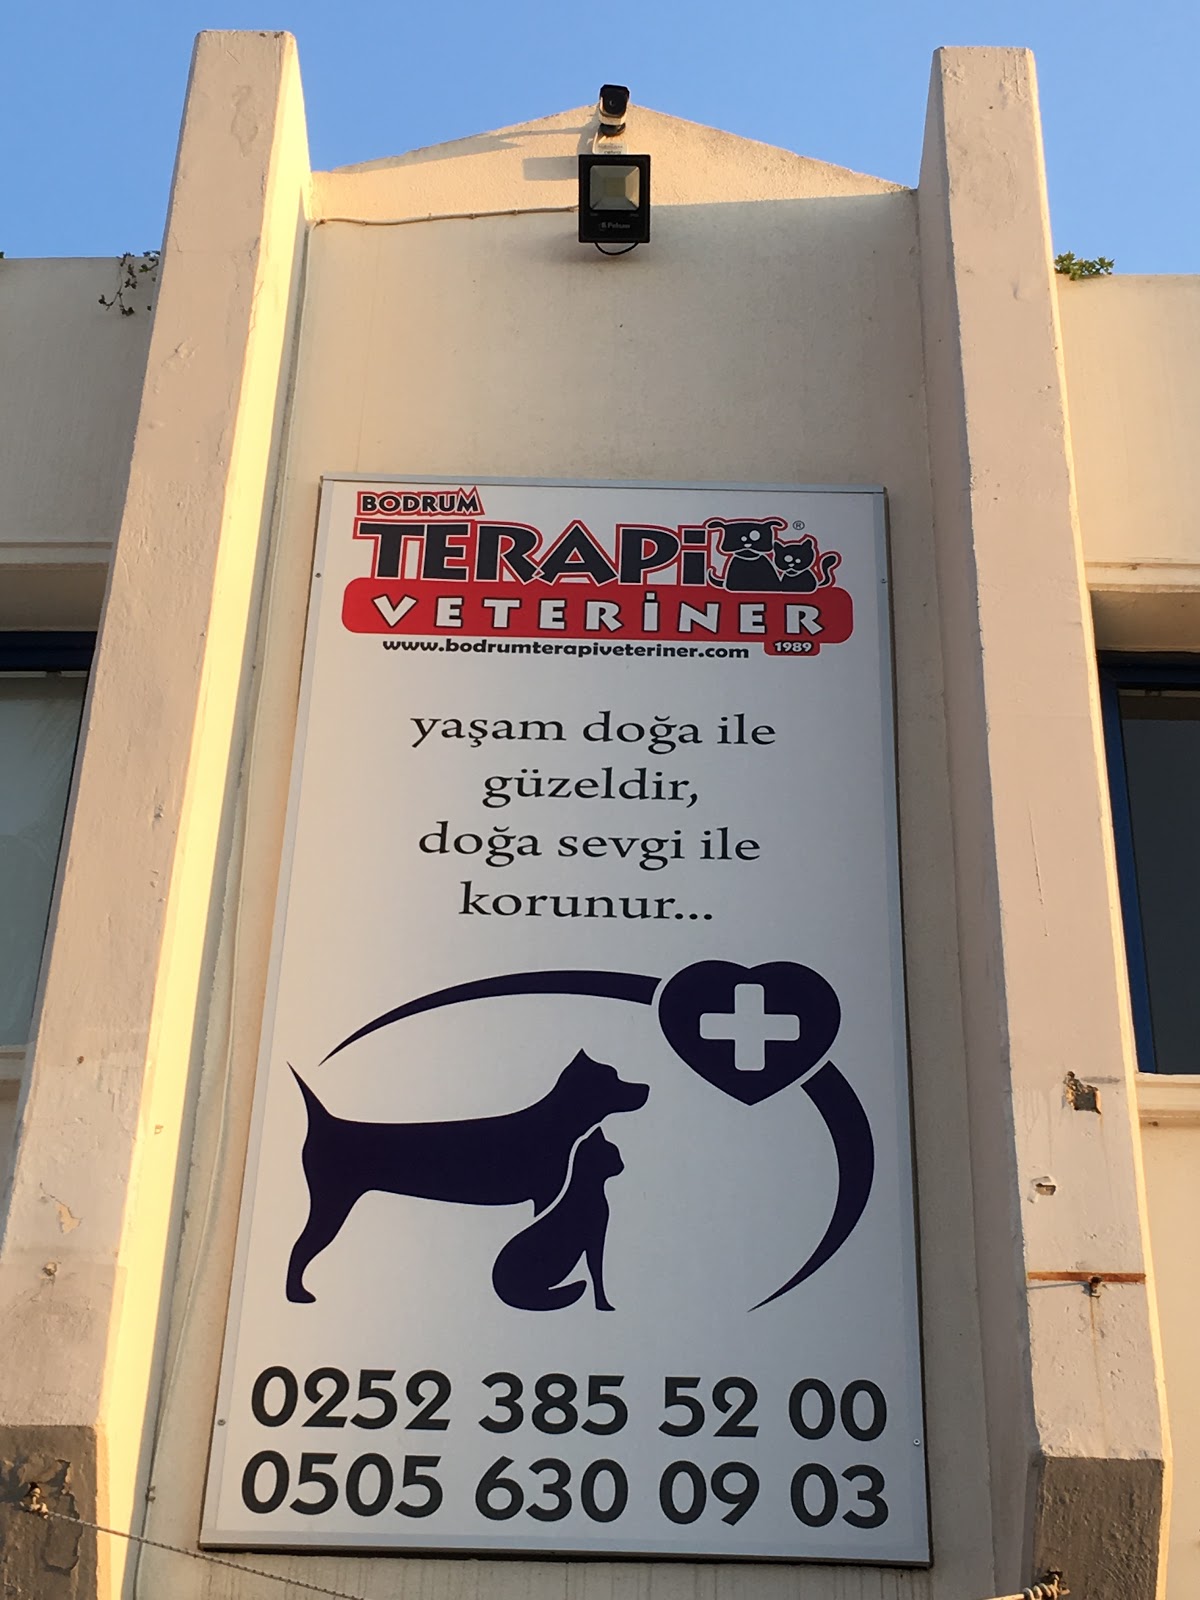 BODRUM
TERAPi ®
VETERİNER
www.bodrumterapiveteriner.com 1989
yaşam doğa ile
güzeldir,
doğa sevgi ile
korunur...
0252 385 52 00
0505 630 09 03